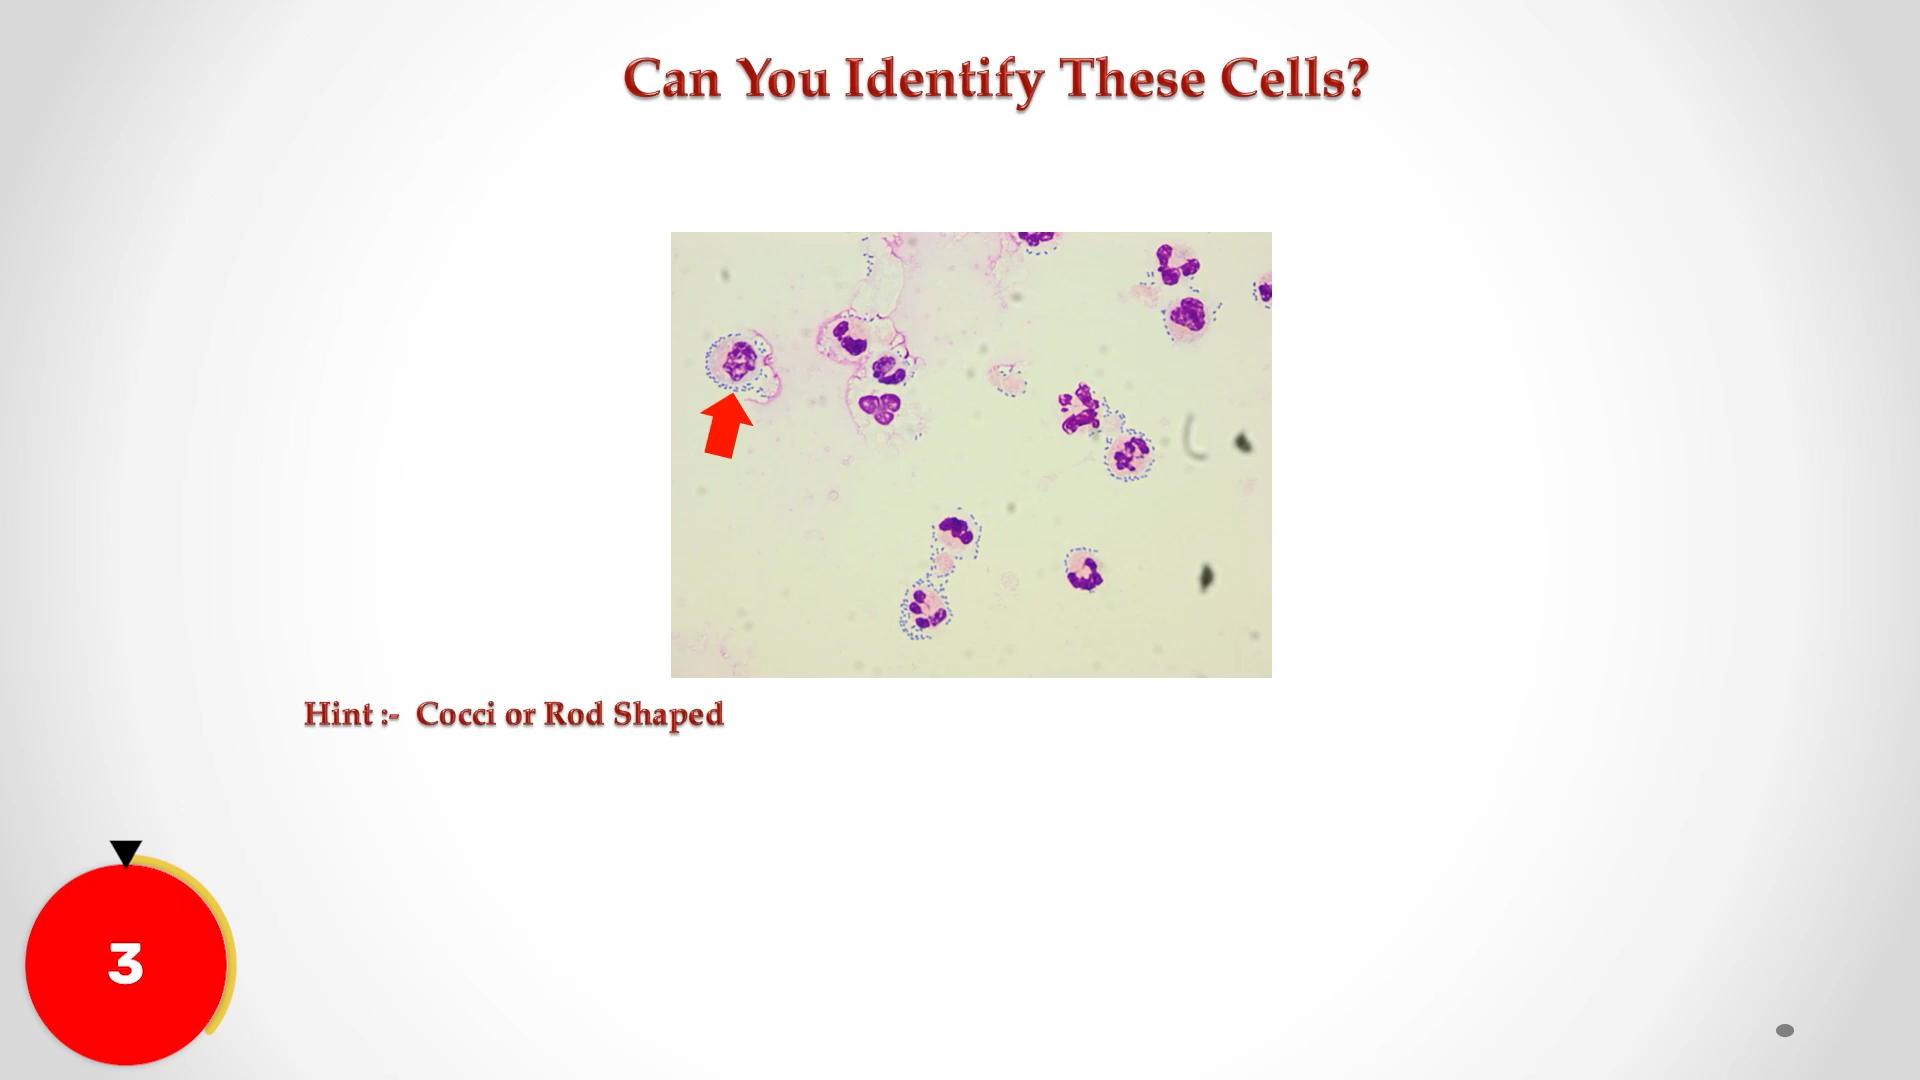 Can You Identify These Cells?
Hint :- Cocci or Rod Shaped
3